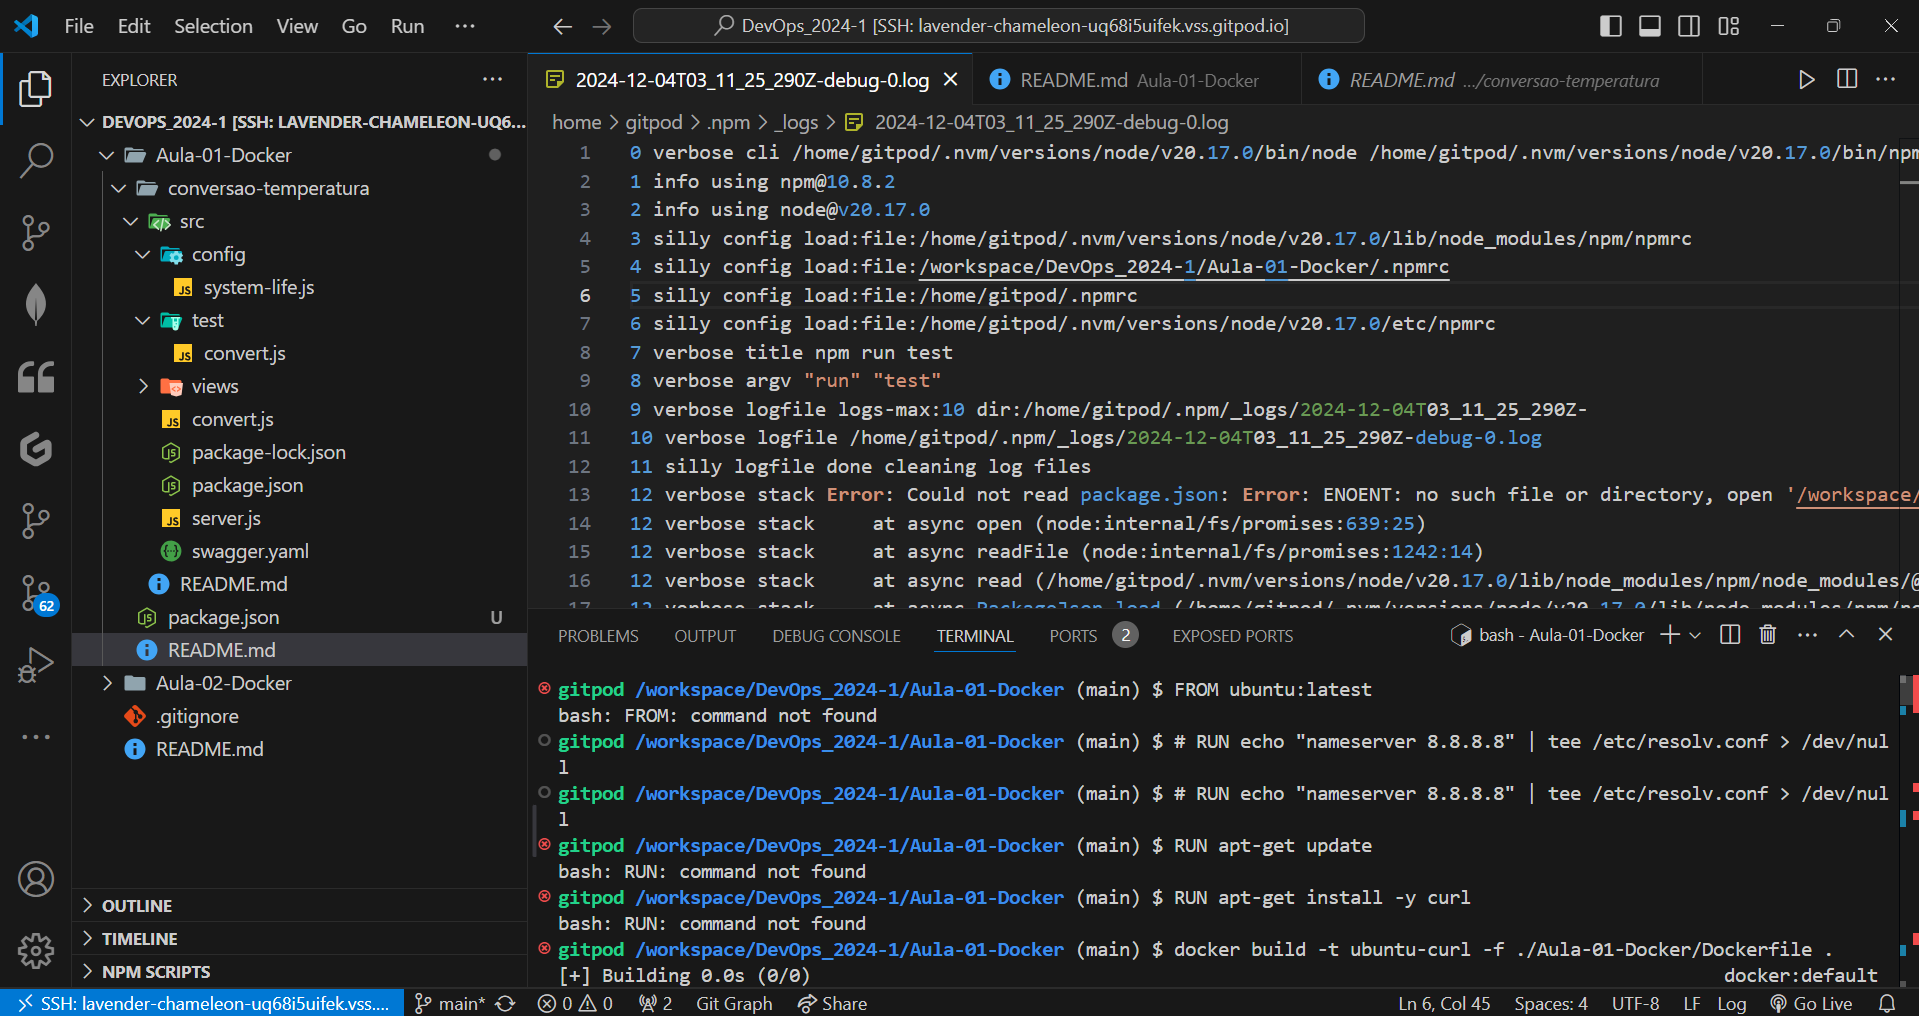 File Edit Selection View Go Run ···
DevOps_2024-1 [SSH: lavender-chameleon-uq68i5uifek.vss.gitpod.io]
EXPLORER
DEVOPS_2024-1 [SSH: LAVENDER-CHAMELEON-UQ6...
Aula-01-Docker
conversao-temperatura
src
config
JS system-life.js
test
JS convert.js
views
JS convert.js
package-lock.json
package.json
JS server.js
swagger.yaml
README.md
package.json U
README.md
Aula-02-Docker
.gitignore
README.md
62
OUTLINE
TIMELINE
NPM SCRIPTS
2024-12-04T03_11_25_290Z-debug-0.log
README.md Aula-01-Docker
README.md .../conversao-temperatura
home > gitpod > .npm > _logs > 2024-12-04T03_11_25_290Z-debug-0.log
1 0 verbose cli /home/gitpod/.nvm/versions/node/v20.17.0/bin/node /home/gitpod/.nvm/versions/node/v20.17.0/bin/npm
2 1 info using npm@10.8.2
3 2 info using node@v20.17.0
4 3 silly config load:file:/home/gitpod/.nvm/versions/node/v20.17.0/lib/node_modules/npm/npmrc
5 4 silly config load:file:/workspace/DevOps_2024-1/Aula-01-Docker/.npmrc
6 5 silly config load:file:/home/gitpod/.npmrc
7 6 silly config load:file:/home/gitpod/.nvm/versions/node/v20.17.0/etc/npmrc
8 7 verbose title npm run test
9 8 verbose argv "run" "test"
10 9 verbose logfile logs-max:10 dir:/home/gitpod/.npm/_logs/2024-12-04T03_11_25_290Z-
11 10 verbose logfile /home/gitpod/.npm/_logs/2024-12-04T03_11_25_290Z-debug-0.log
12 11 silly logfile done cleaning log files
13 12 verbose stack Error: Could not read package.json: Error: ENOENT: no such file or directory, open '/workspace/
14 12 verbose stack at async open (node:internal/fs/promises:639:25)
15 12 verbose stack at async readFile (node:internal/fs/promises:1242:14)
16 12 verbose stack at async read (/home/gitpod/.nvm/versions/node/v20.17.0/lib/node_modules/npm/node_modules/@
17 12 verbose stack at async PackageJson.load (/home/gitpod/.nvm/versions/node/v20.17.0/lib/node_modules/npm/no
PROBLEMS OUTPUT DEBUG CONSOLE TERMINAL PORTS 2 EXPOSED PORTS
bash - Aula-01-Docker
gitpod /workspace/DevOps_2024-1/Aula-01-Docker (main) $ FROM ubuntu:latest
bash: FROM: command not found
gitpod /workspace/DevOps_2024-1/Aula-01-Docker (main) $ # RUN echo "nameserver 8.8.8.8" | tee /etc/resolv.conf > /dev/nul
l
gitpod /workspace/DevOps_2024-1/Aula-01-Docker (main) $ # RUN echo "nameserver 8.8.8.8" | tee /etc/resolv.conf > /dev/nul
l
gitpod /workspace/DevOps_2024-1/Aula-01-Docker (main) $ RUN apt-get update
bash: RUN: command not found
gitpod /workspace/DevOps_2024-1/Aula-01-Docker (main) $ RUN apt-get install -y curl
bash: RUN: command not found
gitpod /workspace/DevOps_2024-1/Aula-01-Docker (main) $ docker build -t ubuntu-curl -f ./Aula-01-Docker/Dockerfile .
[+] Building 0.0s (0/0) docker:default
SSH: lavender-chameleon-uq68i5uifek.vss.... main* 0 0 2 Git Graph Share Ln 6, Col 45 Spaces: 4 UTF-8 LF Log Go Live